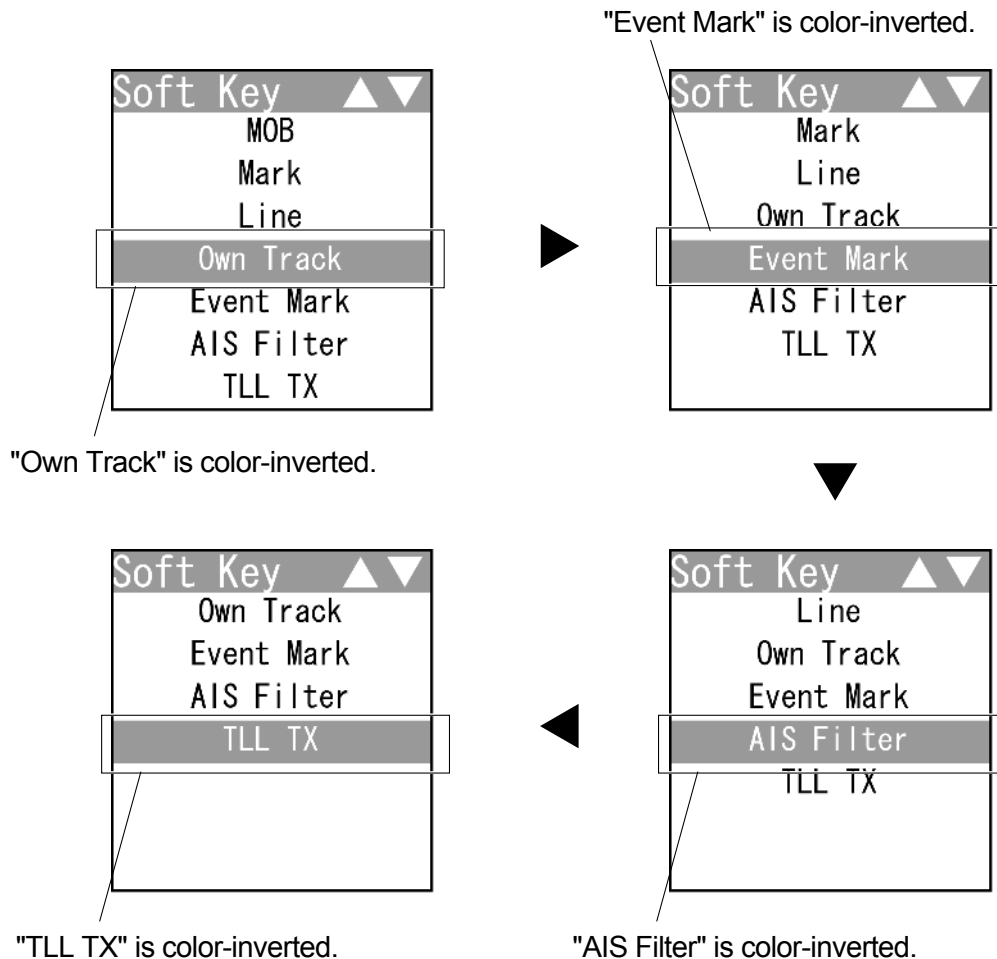 "Event Mark" is color-inverted.
Soft Key ▲▼
MOB
Mark
Line
Own Track
Event Mark
AIS Filter
TLL TX
"Own Track" is color-inverted.
Soft Key ▲▼
Mark
Line
Own Track
Event Mark
AIS Filter
TLL TX
Soft Key ▲▼
Line
Own Track
Event Mark
AIS Filter
TLL TX
"AIS Filter" is color-inverted.
Soft Key ▲▼
Own Track
Event Mark
AIS Filter
TLL TX
"TLL TX" is color-inverted.